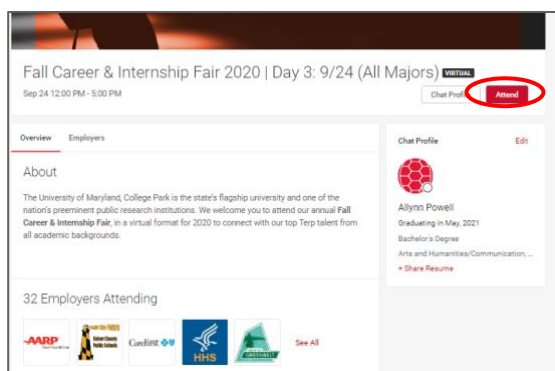 Fall Career & Internship Fair 2020 | Day 3: 9/24 (All Majors) VIRTUAL
Sep 24 12:00 PM - 5:00 PM
Chat Profile
Attend
Overview Employers
About
The University of Maryland, College Park is the state's flagship university and one of the
nation's preeminent public research institutions. We welcome you to attend our annual Fall
Career & Internship Fair, in a virtual format for 2020 to connect with our top Terp talent from
all academic backgrounds.
32 Employers Attending
AARP
Public Schools
CareFirst
HHS
GREENBELT
See All
Chat Profile
Edit
Allynn Powell
Graduating in May, 2021
Bachelor's Degree
Arts and Humanities/Communication, ...
+ Share Resume